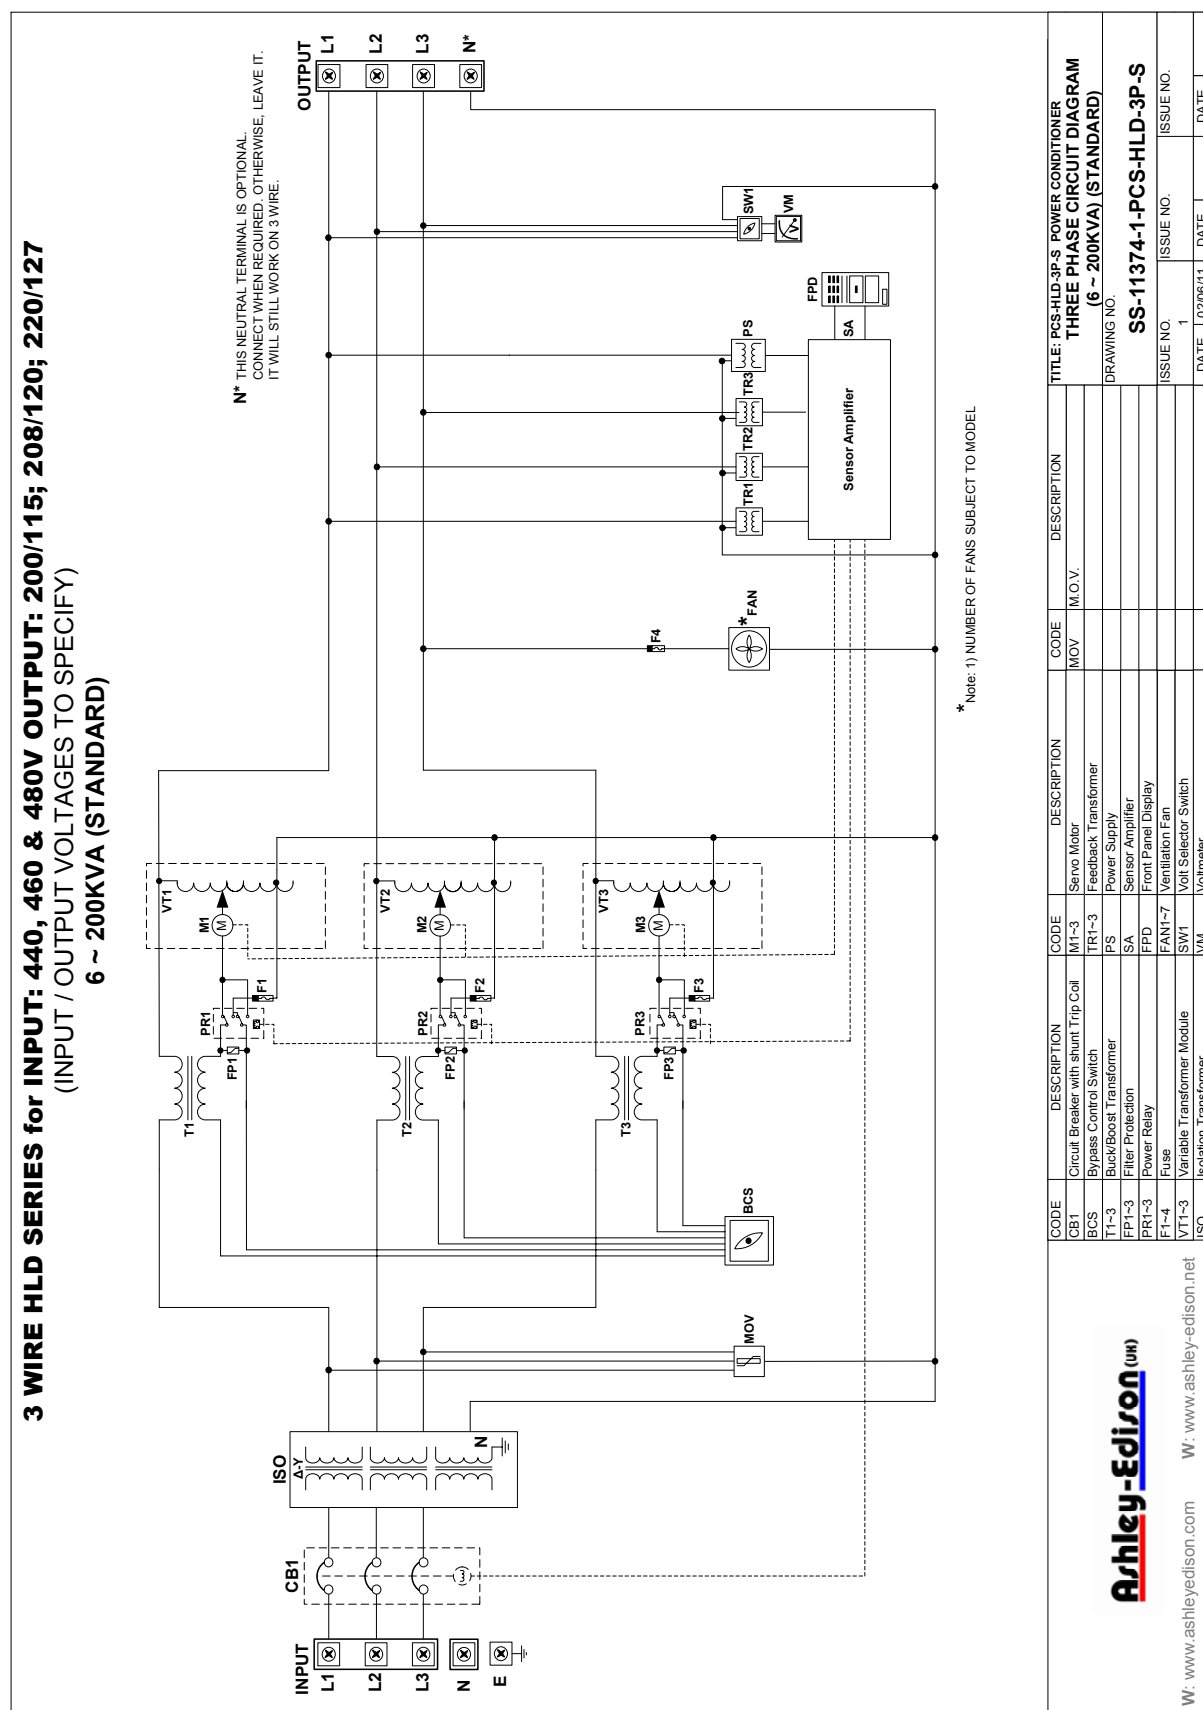 3 WIRE HLD SERIES for INPUT: 440, 460 & 480V OUTPUT: 200/115; 208/120; 220/127
(INPUT / OUTPUT VOLTAGES TO SPECIFY)
6 ~ 200KVA (STANDARD)
N* THIS NEUTRAL TERMINAL IS OPTIONAL.
CONNECT WHEN REQUIRED. OTHERWISE, LEAVE IT.
IT WILL STILL WORK ON 3 WIRE.
INPUT
L1
L2
L3
N
E
CB1
ISO
Δ-Y
N
MOV
BCS
T1
T2
T3
FP1
FP2
FP3
PR1
PR2
PR3
F1
F2
F3
VT1
VT2
VT3
M1
M
M2
M
M3
M
F4
*FAN
TR1
TR2
TR3
PS
Sensor Amplifier
SA
FPD
SW1
VM
V
OUTPUT
L1
L2
L3
N*
*Note: 1) NUMBER OF FANS SUBJECT TO MODEL
Ashley-Edison (UK)
W: www.ashleyedison.com W: www.ashley-edison.net
CODE DESCRIPTION CODE DESCRIPTION CODE DESCRIPTION
CB1 Circuit Breaker with shunt Trip Coil M1~3 Servo Motor MOV M.O.V.
BCS Bypass Control Switch TR1~3 Feedback Transformer
T1~3 Buck/Boost Transformer PS Power Supply
FP1~3 Filter Protection SA Sensor Amplifier
PR1~3 Power Relay FPD Front Panel Display
F1~4 Fuse FAN1~7 Ventilation Fan
VT1~3 Variable Transformer Module SW1 Volt Selector Switch
ISO Isolation Transformer VM Voltmeter
TITLE: PCS-HLD-3P-S POWER CONDITIONER
THREE PHASE CIRCUIT DIAGRAM
(6 ~ 200KVA) (STANDARD)
DRAWING NO.
SS-11374-1-PCS-HLD-3P-S
ISSUE NO. ISSUE NO. ISSUE NO.
1
DATE 02/06/11 DATE DATE